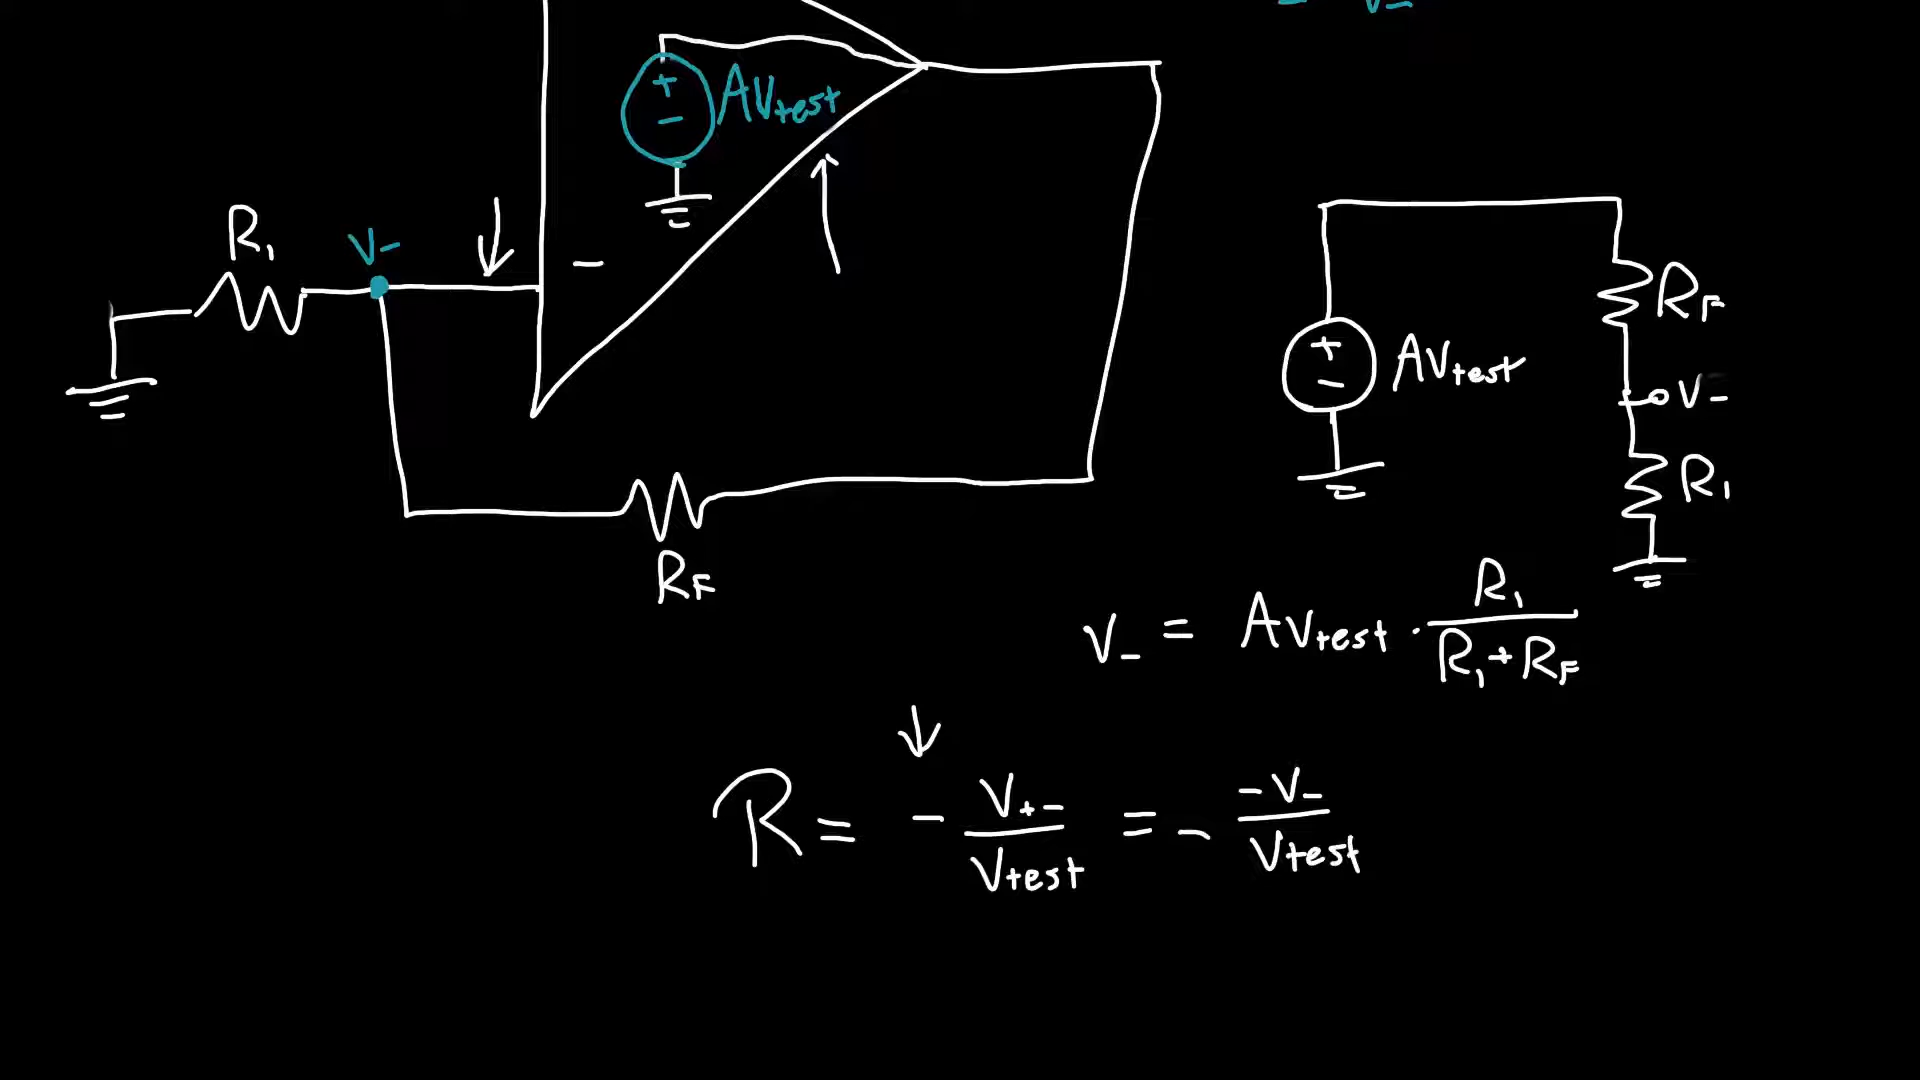 = V-
+
-
AVtest
R1
V-
-
RF
+
-
AVtest
RF
V-
R1
V- = AVtest · R1 / R1+RF
R = - V+- / Vtest = - -V- / Vtest